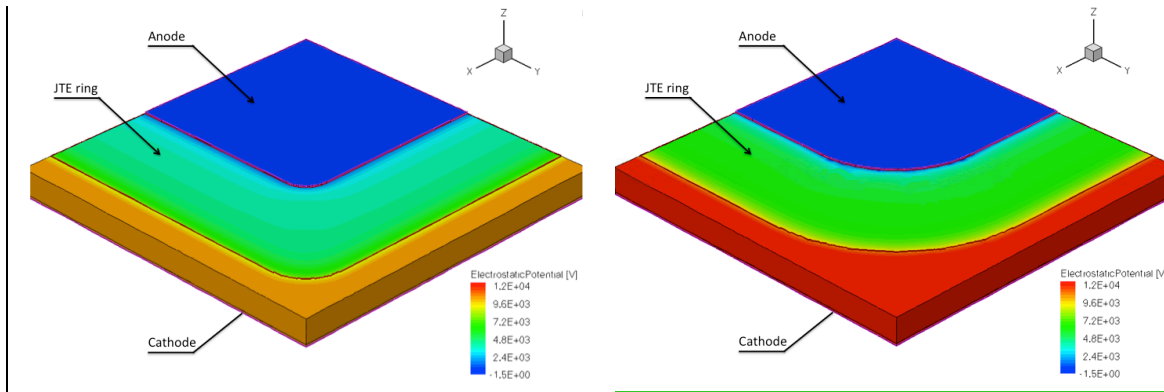 Anode
JTE ring
Z
X
Y
ElectrostaticPotential [V]
1.2E+04
9.6E+03
7.2E+03
4.8E+03
2.4E+03
-1.5E+00
Cathode
Anode
JTE ring
Z
X
Y
ElectrostaticPotential [V]
1.2E+04
9.6E+03
7.2E+03
4.8E+03
2.4E+03
-1.5E+00
Cathode